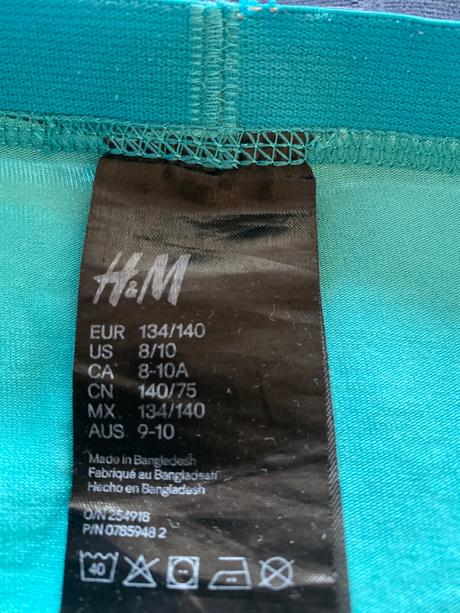 H&M
EUR 134/140
US 8/10
CA 8-10A
CN 140/75
MX 134/140
AUS 9-10
Made in Bangladesh
Fabriqué au Bangladesh
Hecho en Bangladesh
O/N 254918
P/N 0785948 2
40